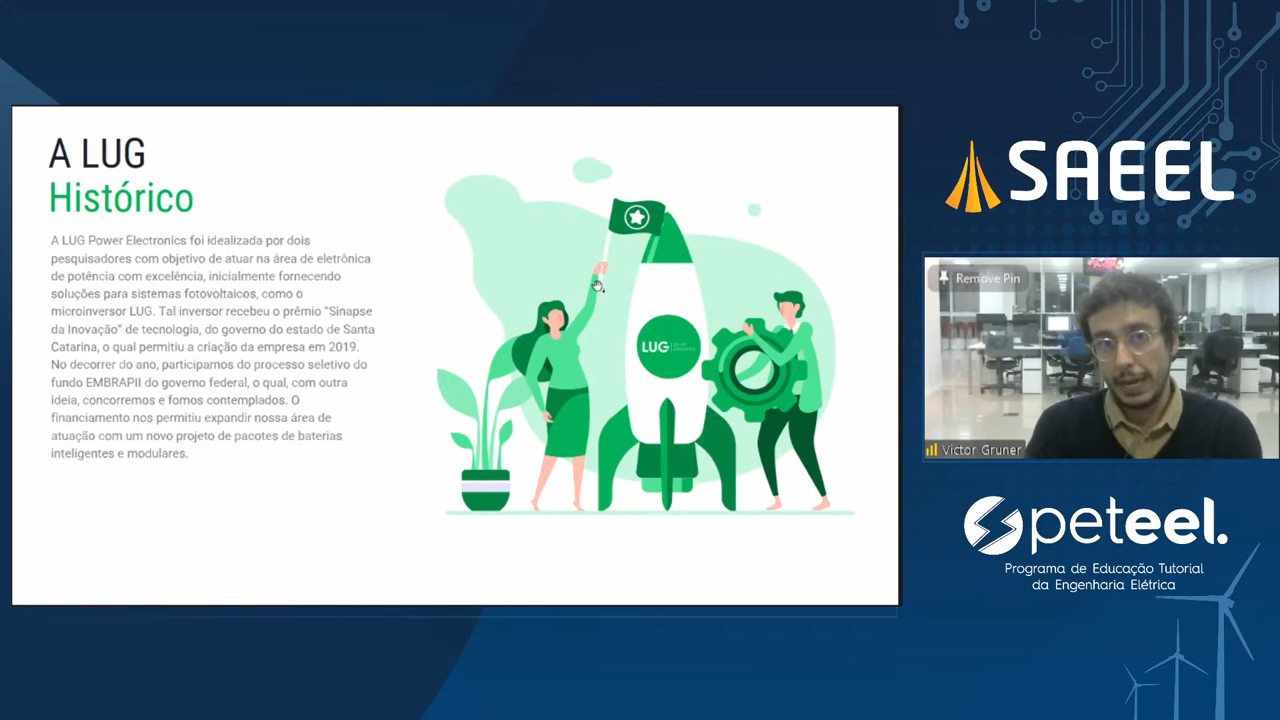 A LUG
Histórico
A LUG Power Electronics foi idealizada por dois
pesquisadores com objetivo de atuar na área de eletrônica
de potência com excelência, inicialmente fornecendo
soluções para sistemas fotovoltaicos, como o
microinversor LUG. Tal inversor recebeu o prêmio “Sinapse
da Inovação” de tecnologia, do governo do estado de Santa
Catarina, o qual permitiu a criação da empresa em 2019.
No decorrer do ano, participamos do processo seletivo do
fundo EMBRAPII do governo federal, o qual, com outra
ideia, concorremos e fomos contemplados. O
financiamento nos permitiu expandir nossa área de
atuação com um novo projeto de pacotes de baterias
inteligentes e modulares.
LUG
SAEEL
Remove Pin
Victor Gruner
peteel.
Programa de Educação Tutorial
da Engenharia Elétrica